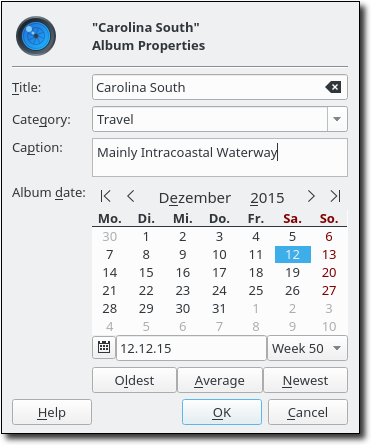 "Carolina South"
Album Properties
Title: Carolina South
Category: Travel
Caption: Mainly Intracoastal Waterway
Album date: Dezember 2015
Mo. Di. Mi. Do. Fr. Sa. So.
30 1 2 3 4 5 6
7 8 9 10 11 12 13
14 15 16 17 18 19 20
21 22 23 24 25 26 27
28 29 30 31 1 2 3
4 5 6 7 8 9 10
12.12.15 Week 50
Oldest Average Newest
Help OK Cancel